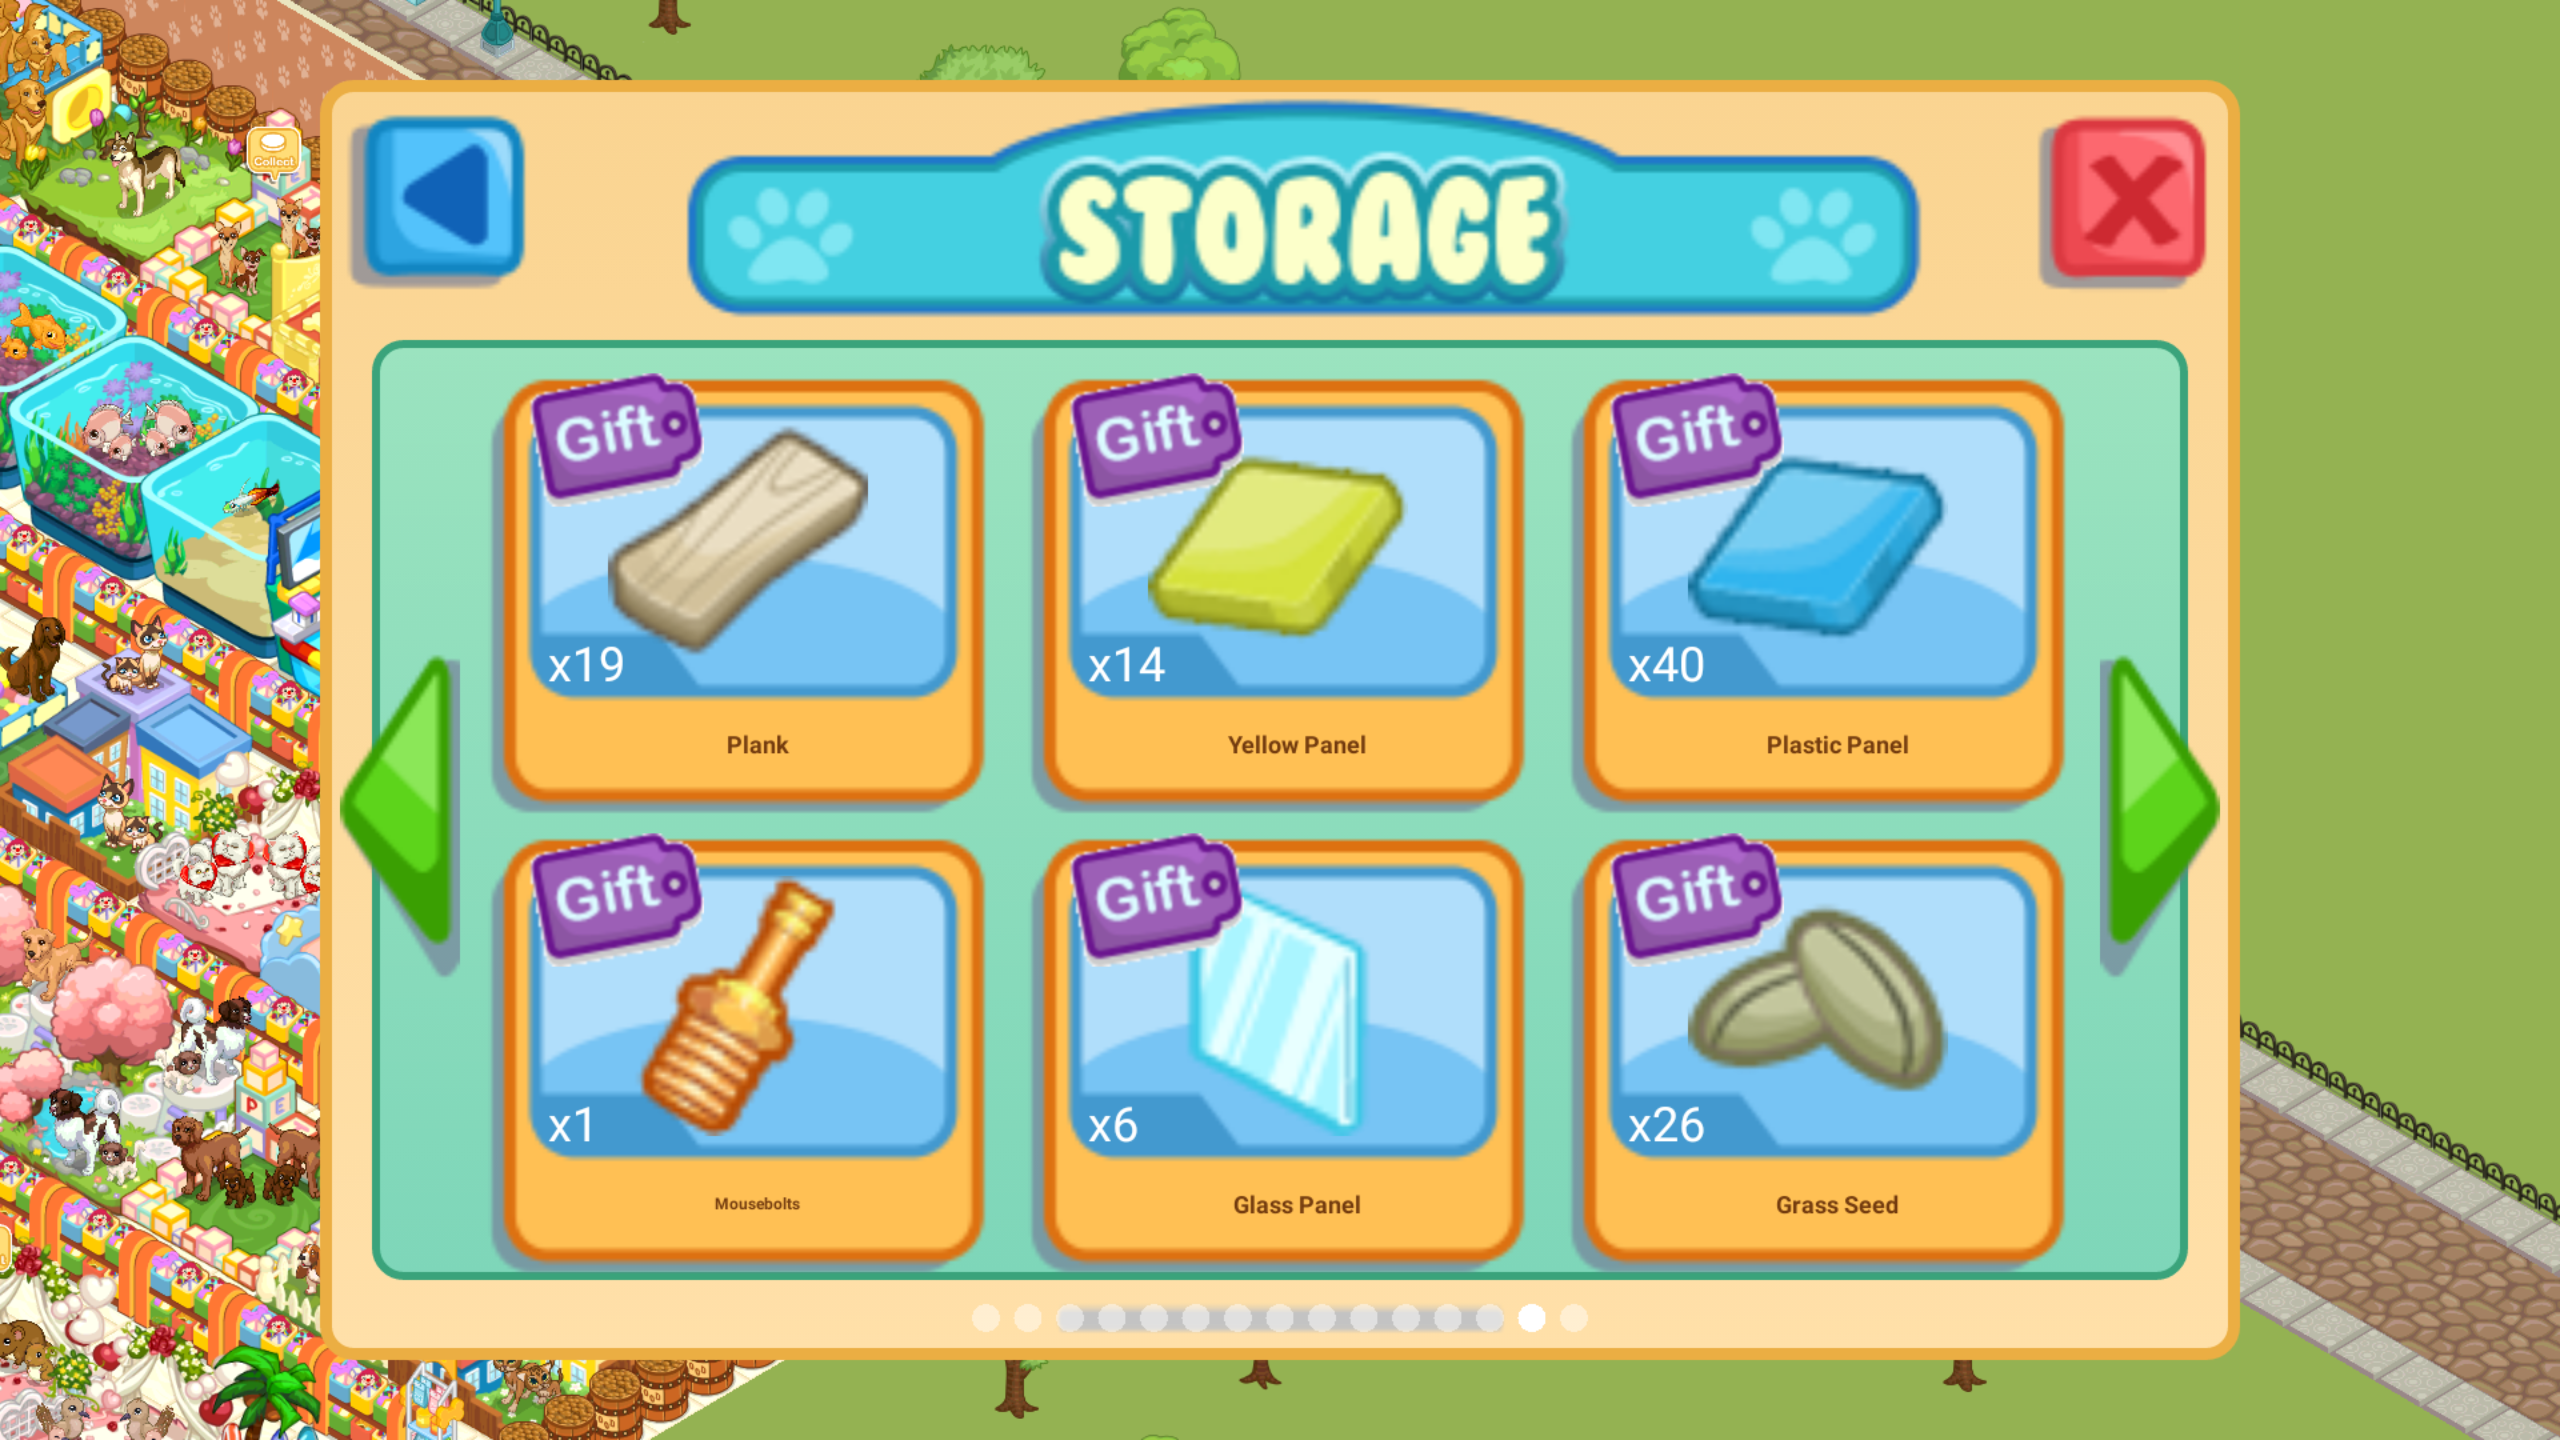 STORAGE
Gift
x19
Plank
Gift
x14
Yellow Panel
Gift
x40
Plastic Panel
Gift
x1
Mousebolts
Gift
x6
Glass Panel
Gift
x26
Grass Seed
Collect
P E